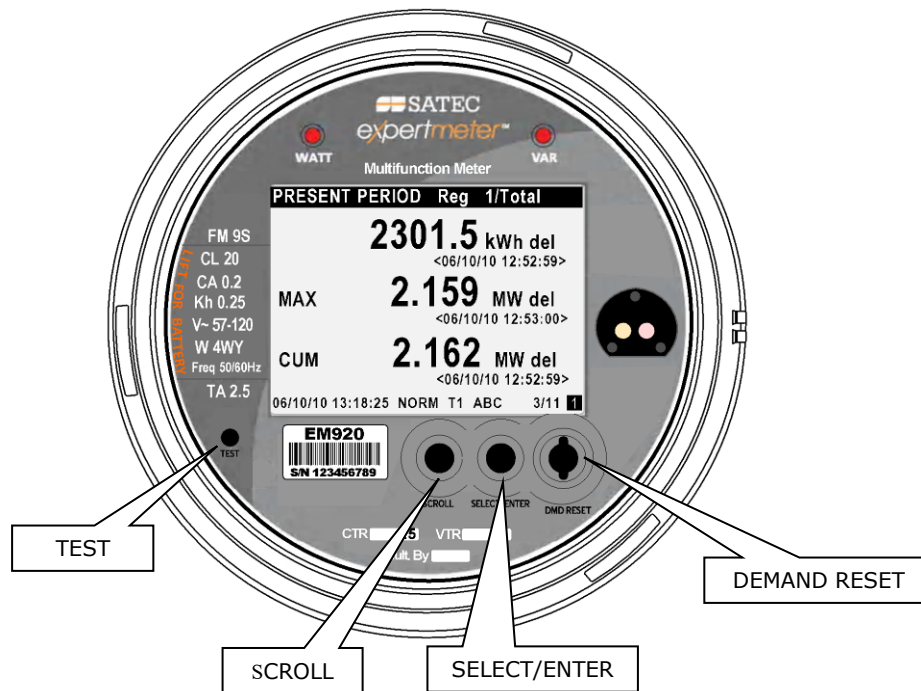 SATEC
expertmeter™
WATT
VAR
Multifunction Meter
PRESENT PERIOD Reg 1/Total
2301.5 kWh del
<06/10/10 12:52:59>
MAX 2.159 MW del
<06/10/10 12:53:00>
CUM 2.162 MW del
<06/10/10 12:52:59>
06/10/10 13:18:25 NORM T1 ABC 3/11 1
LIFT FOR BATTERY
FM 9S
CL 20
CA 0.2
Kh 0.25
V~ 57-120
W 4WY
Freq 50/60Hz
TA 2.5
TEST
EM920
S/N 123456789
SCROLL
SELECT/ENTER
DMD RESET
CTR 5 VTR
ult. By
TEST
DEMAND RESET
SCROLL
SELECT/ENTER